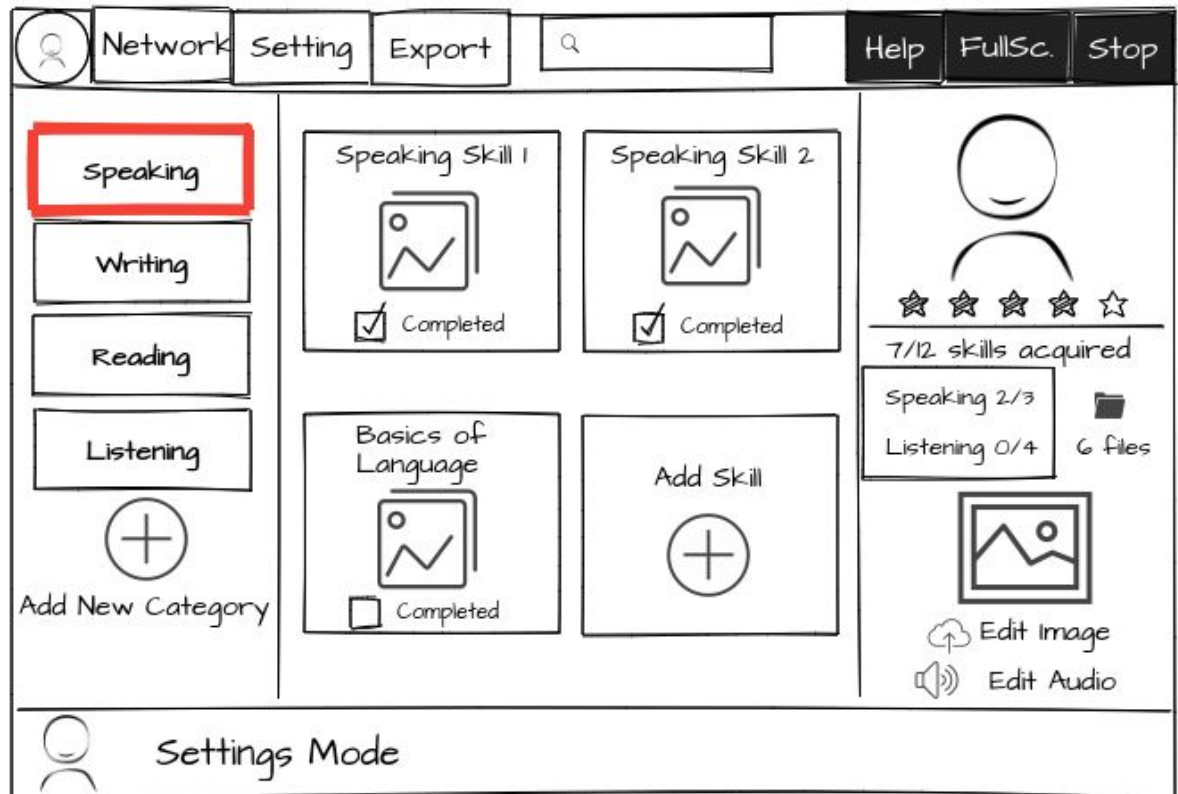 Network Setting Export Help FullSc. Stop
Speaking
Writing
Reading
Listening
Add New Category
Speaking Skill 1
Completed
Speaking Skill 2
Completed
Basics of
Language
Completed
Add Skill
7/12 skills acquired
Speaking 2/3
Listening 0/4
6 files
Edit Image
Edit Audio
Settings Mode